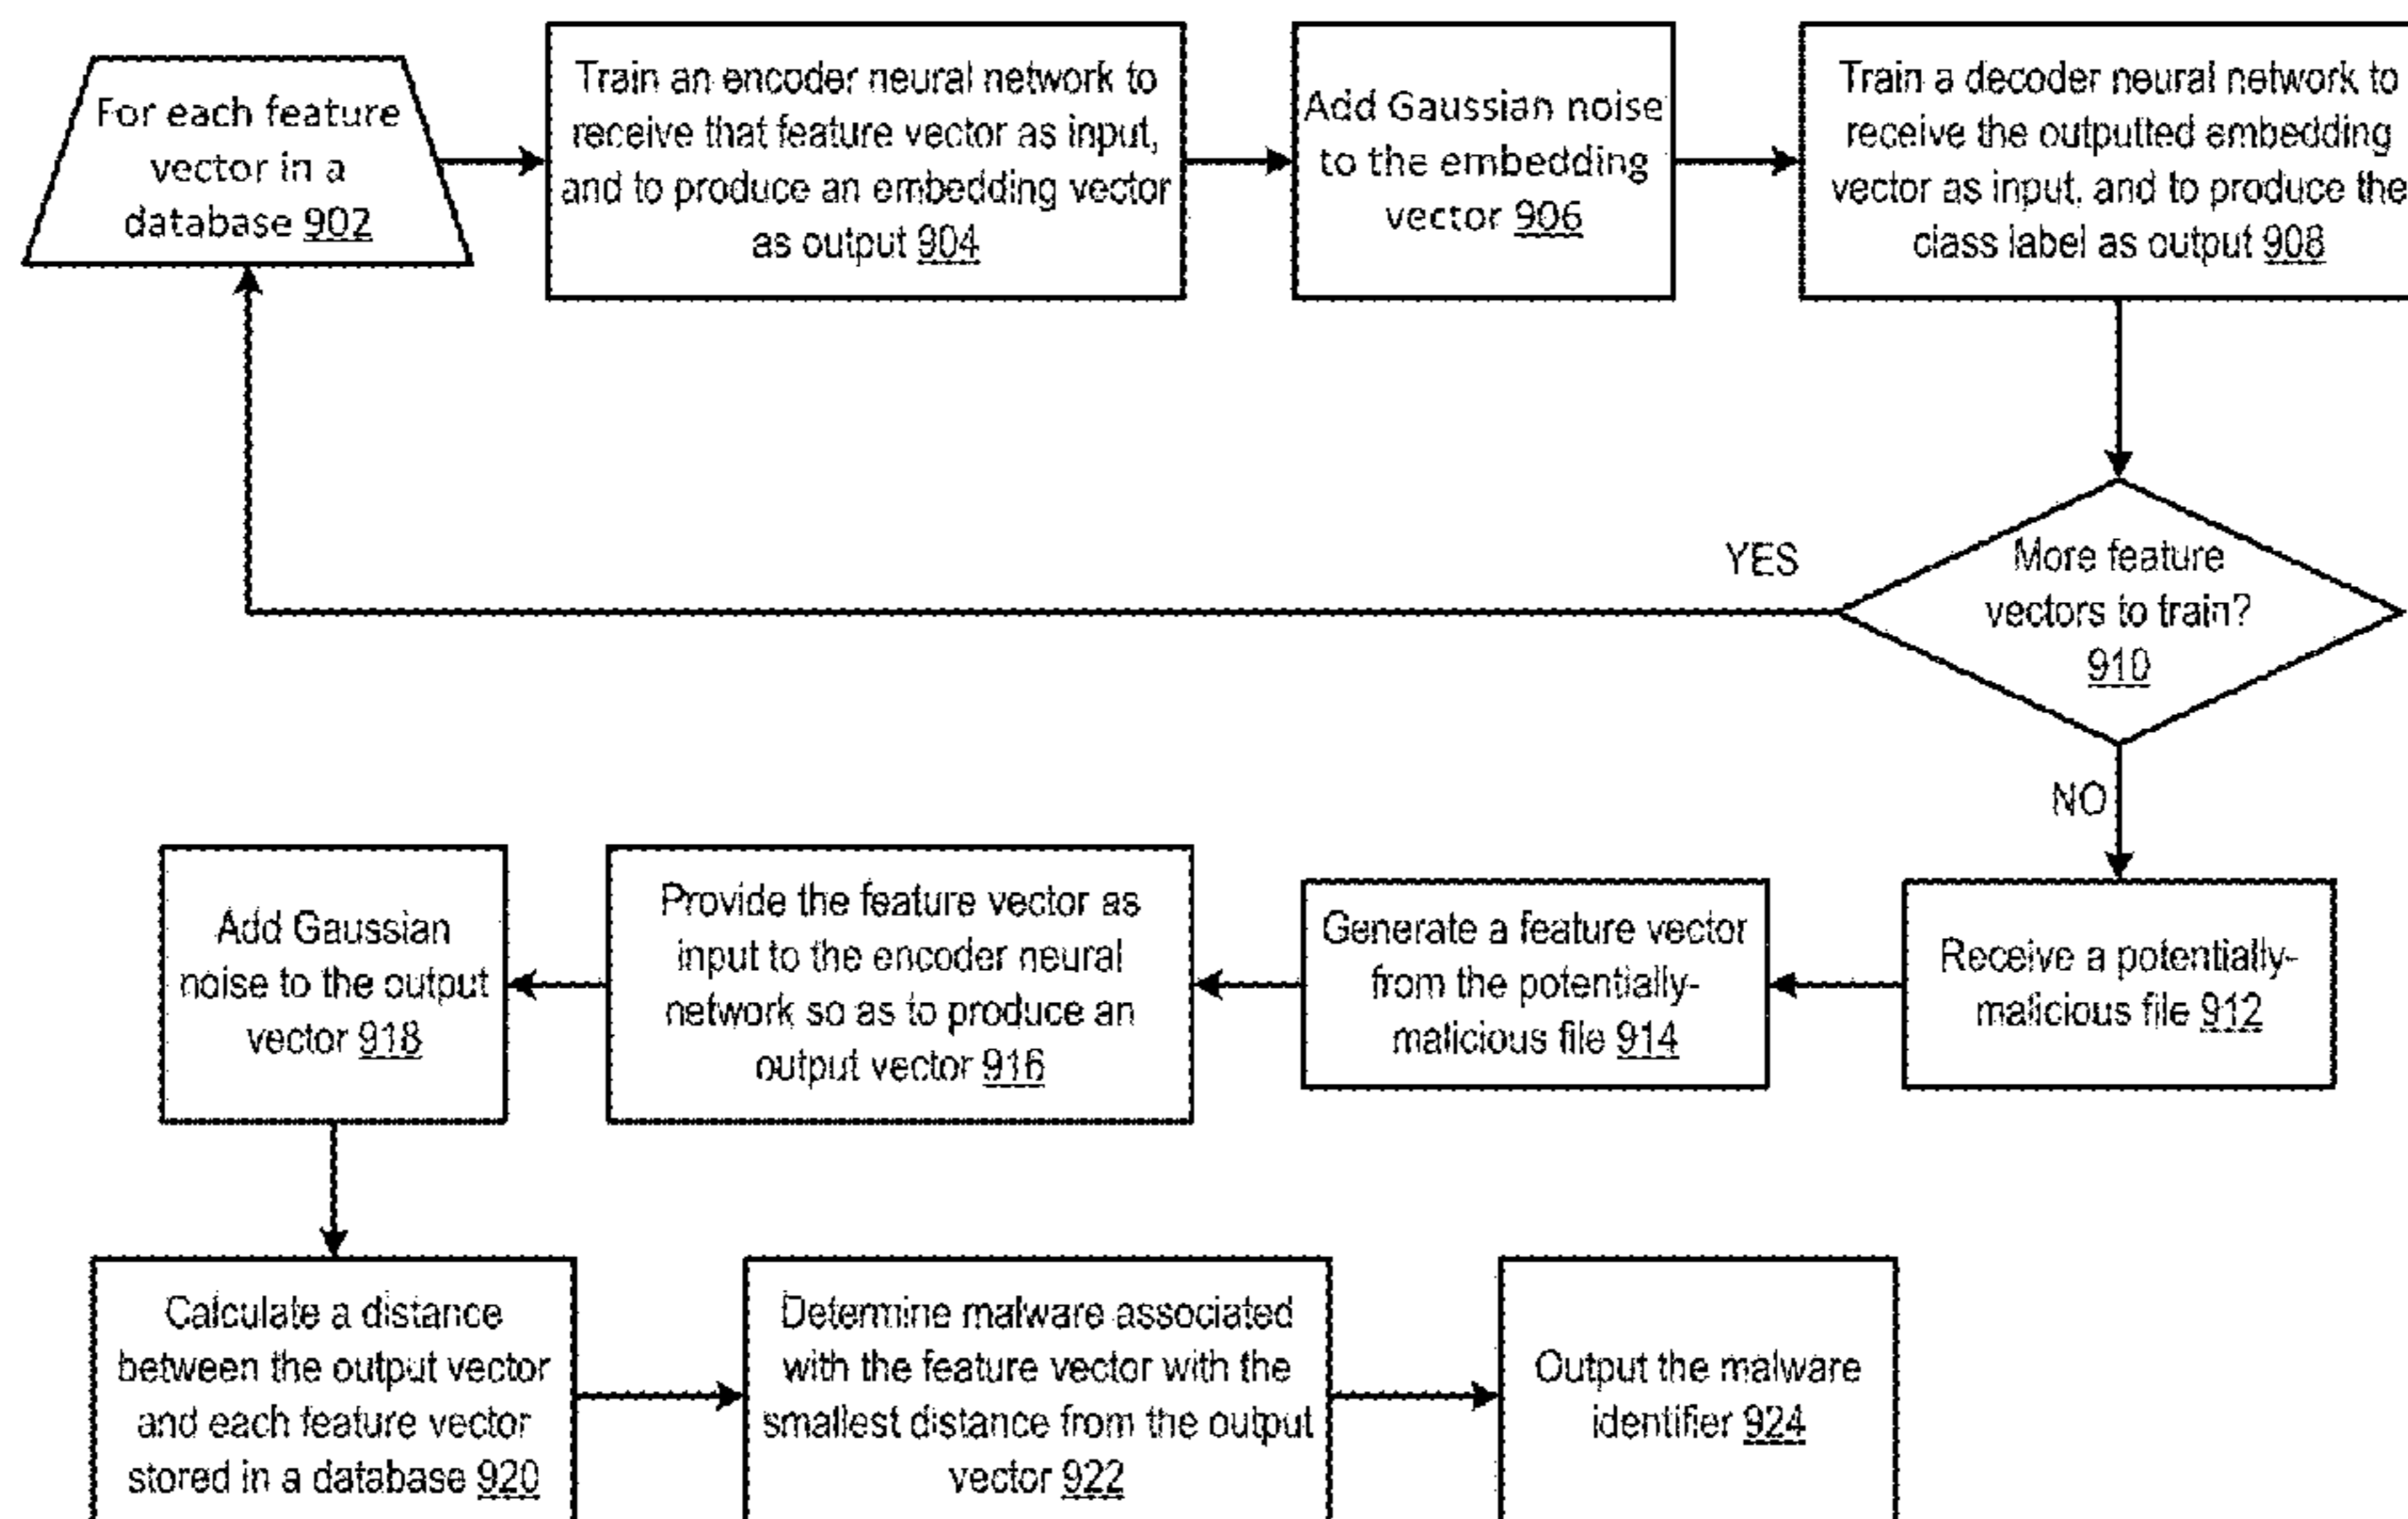 For each feature
vector in a
database 902
Train an encoder neural network to
receive that feature vector as input,
and to produce an embedding vector
as output 904
Add Gaussian noise
to the embedding
vector 906
Train a decoder neural network to
receive the outputted embedding
vector as input, and to produce the
class label as output 908
More feature
vectors to train?
910
YES
NO
Receive a potentially-
malicious file 912
Generate a feature vector
from the potentially-
malicious file 914
Provide the feature vector as
input to the encoder neural
network so as to produce an
output vector 916
Add Gaussian
noise to the output
vector 918
Calculate a distance
between the output vector
and each feature vector
stored in a database 920
Determine malware associated
with the feature vector with the
smallest distance from the output
vector 922
Output the malware
identifier 924